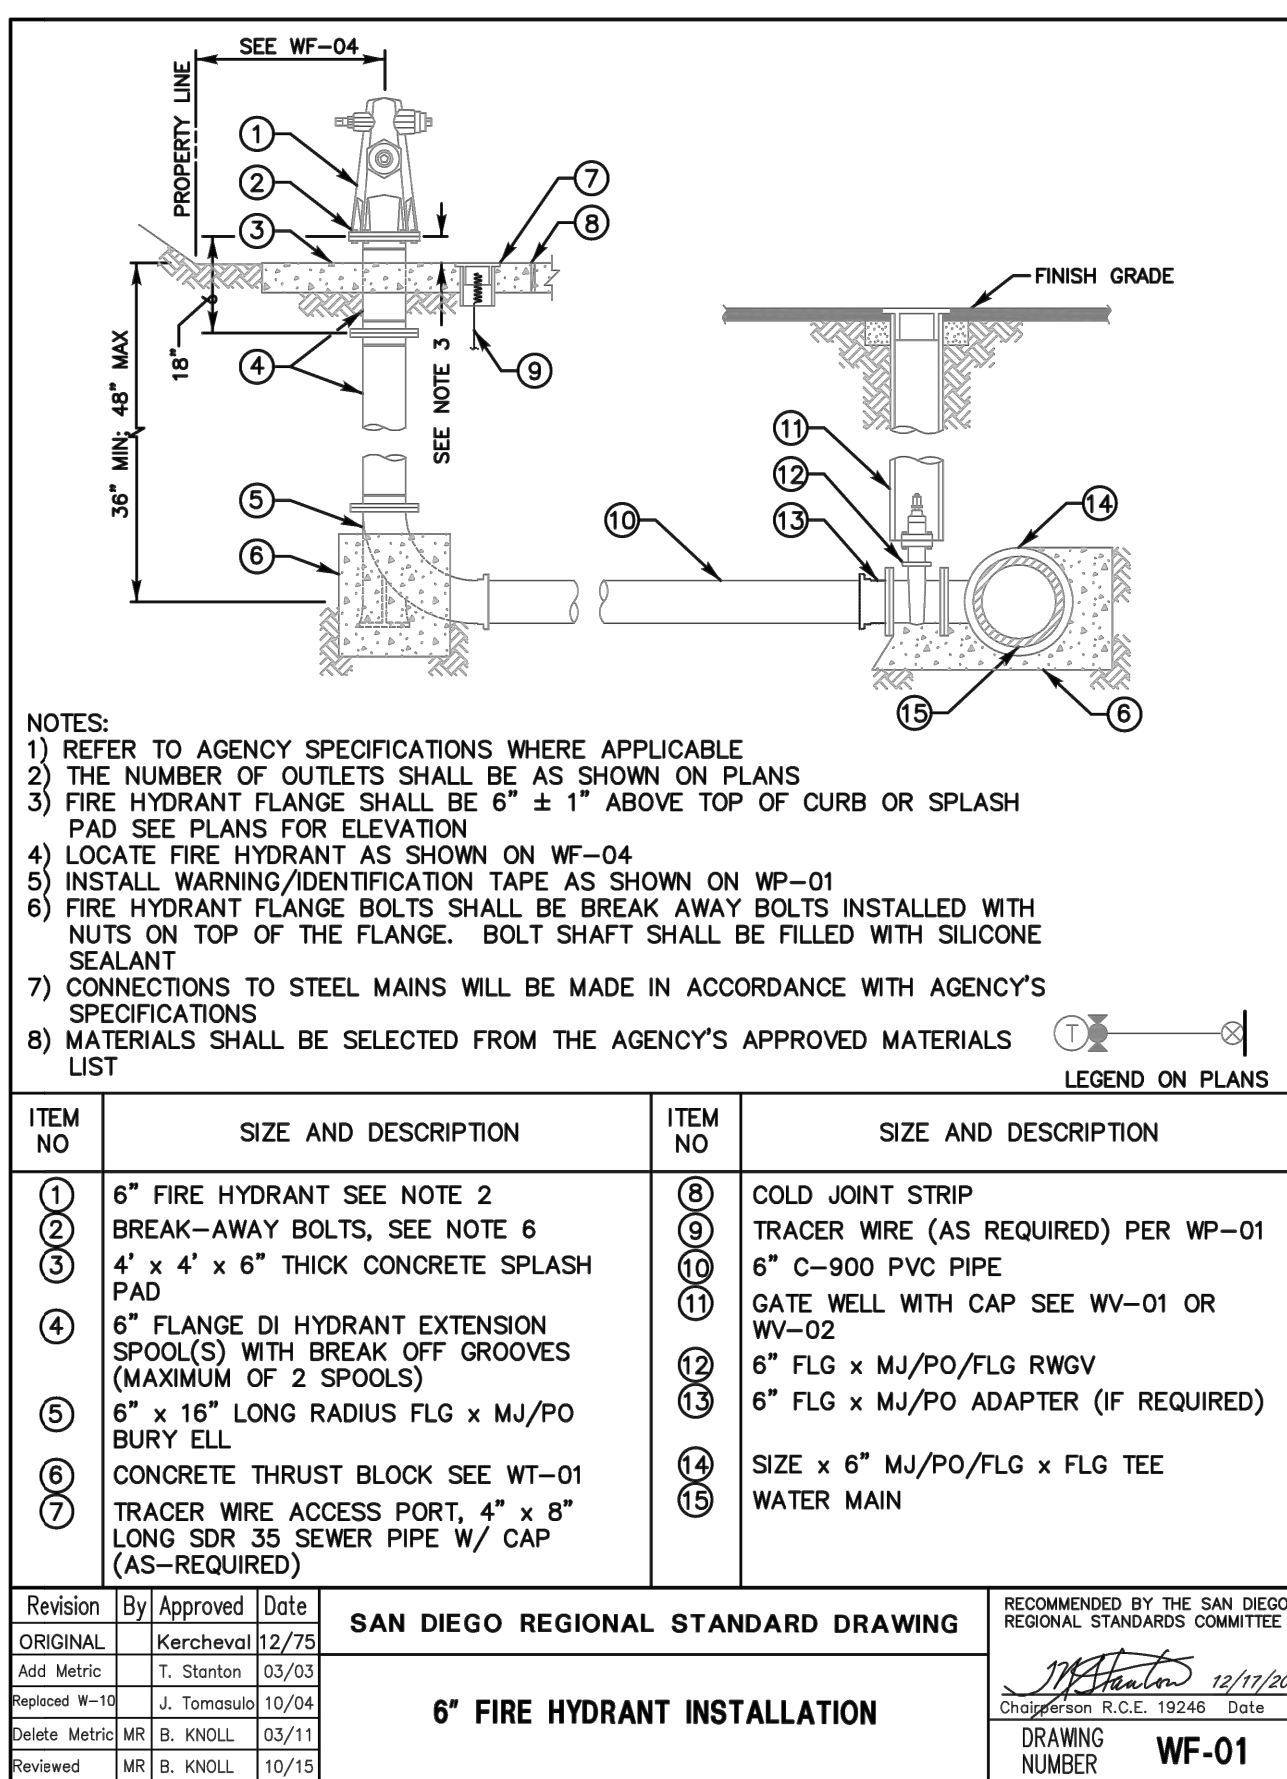 SEE WF-04
PROPERTY LINE
1
2
3
7
8
FINISH GRADE
18"
36" MIN; 48" MAX
SEE NOTE 3
4
9
11
12
13
14
5
10
6
15
6
NOTES:
1) REFER TO AGENCY SPECIFICATIONS WHERE APPLICABLE
2) THE NUMBER OF OUTLETS SHALL BE AS SHOWN ON PLANS
3) FIRE HYDRANT FLANGE SHALL BE 6" ± 1" ABOVE TOP OF CURB OR SPLASH
PAD SEE PLANS FOR ELEVATION
4) LOCATE FIRE HYDRANT AS SHOWN ON WF-04
5) INSTALL WARNING/IDENTIFICATION TAPE AS SHOWN ON WP-01
6) FIRE HYDRANT FLANGE BOLTS SHALL BE BREAK AWAY BOLTS INSTALLED WITH
NUTS ON TOP OF THE FLANGE. BOLT SHAFT SHALL BE FILLED WITH SILICONE
SEALANT
7) CONNECTIONS TO STEEL MAINS WILL BE MADE IN ACCORDANCE WITH AGENCY'S
SPECIFICATIONS
8) MATERIALS SHALL BE SELECTED FROM THE AGENCY'S APPROVED MATERIALS
LIST
T
LEGEND ON PLANS
ITEM NO SIZE AND DESCRIPTION
1 6" FIRE HYDRANT SEE NOTE 2
2 BREAK-AWAY BOLTS, SEE NOTE 6
3 4' x 4' x 6" THICK CONCRETE SPLASH
PAD
4 6" FLANGE DI HYDRANT EXTENSION
SPOOL(S) WITH BREAK OFF GROOVES
(MAXIMUM OF 2 SPOOLS)
5 6" x 16" LONG RADIUS FLG x MJ/PO
BURY ELL
6 CONCRETE THRUST BLOCK SEE WT-01
7 TRACER WIRE ACCESS PORT, 4" x 8"
LONG SDR 35 SEWER PIPE W/ CAP
(AS-REQUIRED)
ITEM NO SIZE AND DESCRIPTION
8 COLD JOINT STRIP
9 TRACER WIRE (AS REQUIRED) PER WP-01
10 6" C-900 PVC PIPE
11 GATE WELL WITH CAP SEE WV-01 OR
WV-02
12 6" FLG x MJ/PO/FLG RWGV
13 6" FLG x MJ/PO ADAPTER (IF REQUIRED)
14 SIZE x 6" MJ/PO/FLG x FLG TEE
15 WATER MAIN
Revision By Approved Date
ORIGINAL Kercheval 12/75
Add Metric T. Stanton 03/03
Replaced W-10 J. Tomasulo 10/04
Delete Metric MR B. KNOLL 03/11
Reviewed MR B. KNOLL 10/15
SAN DIEGO REGIONAL STANDARD DRAWING
6" FIRE HYDRANT INSTALLATION
RECOMMENDED BY THE SAN DIEGO
REGIONAL STANDARDS COMMITTEE
Stanton 12/17/20
Chairperson R.C.E. 19246 Date
DRAWING
NUMBER WF-01